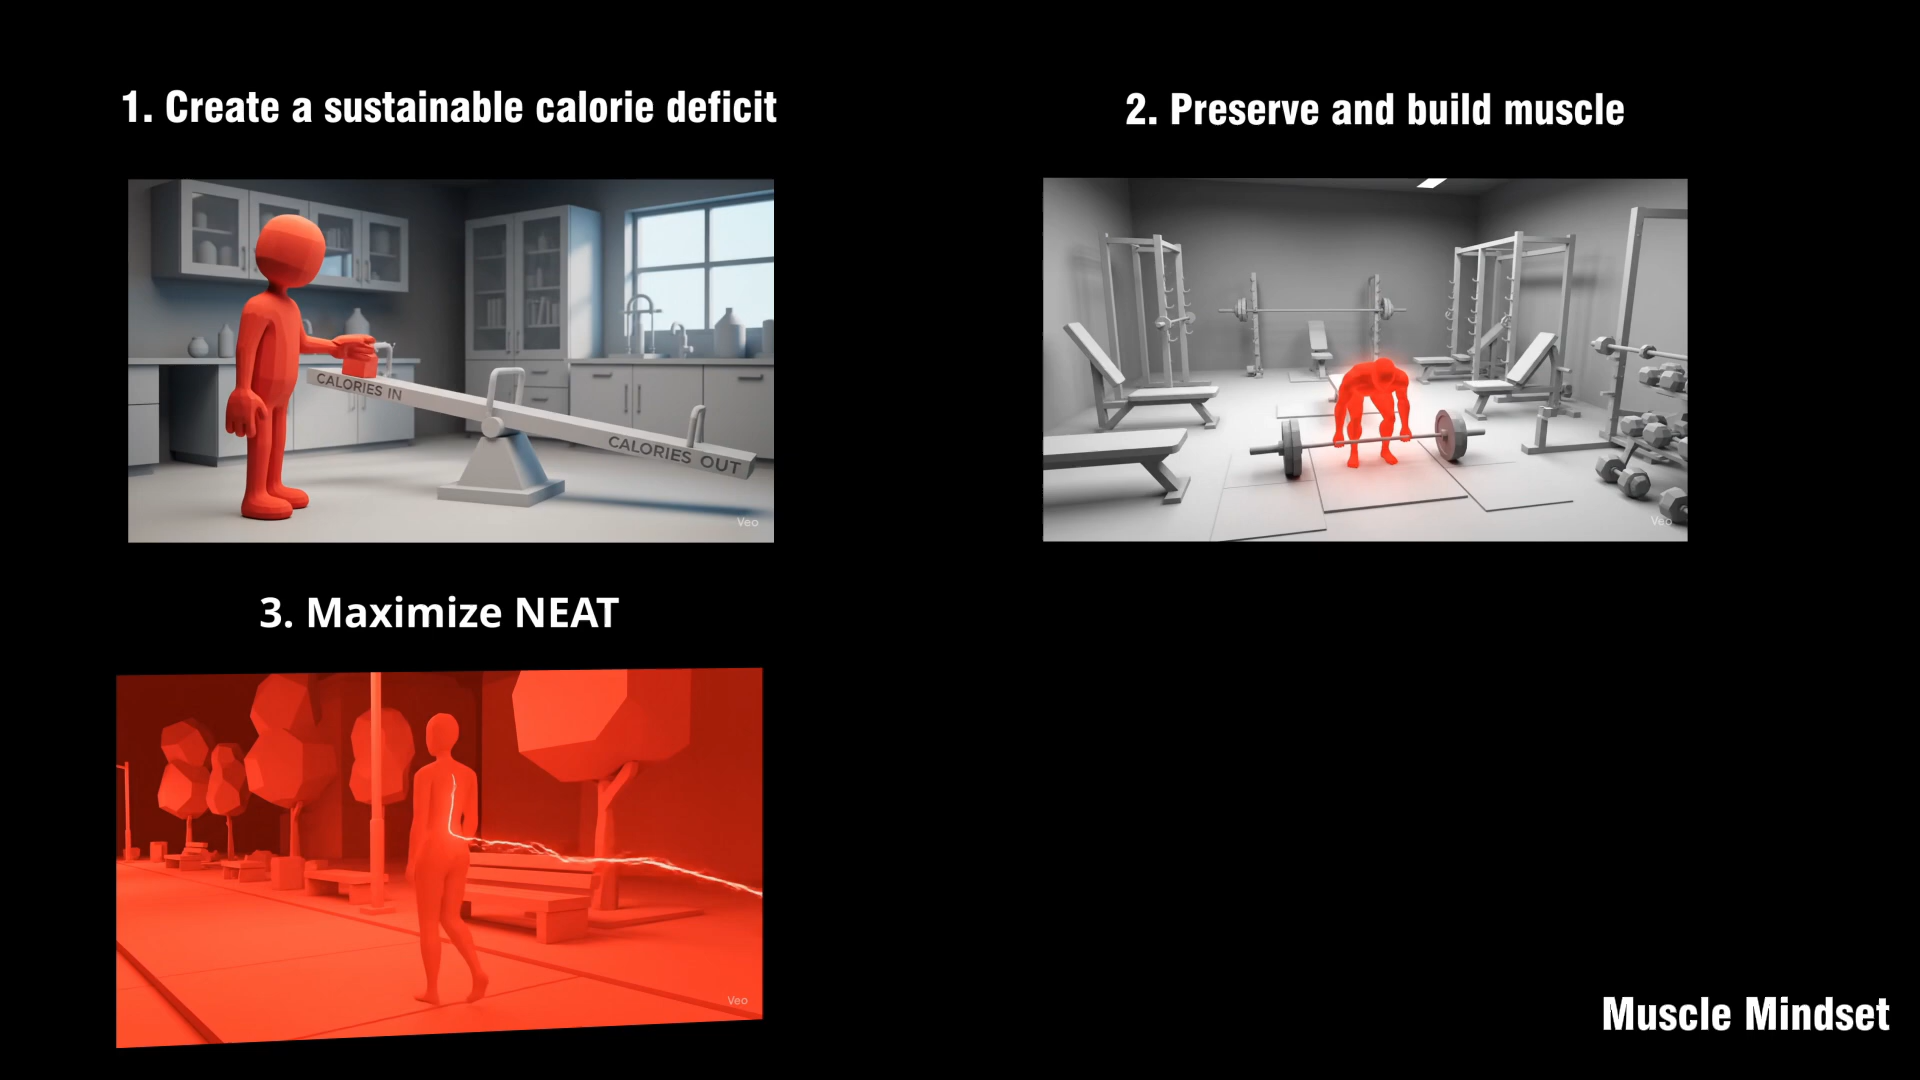 1. Create a sustainable calorie deficit
2. Preserve and build muscle
CALORIES IN
CALORIES OUT
Veo
Veo
3. Maximize NEAT
Veo
Muscle Mindset